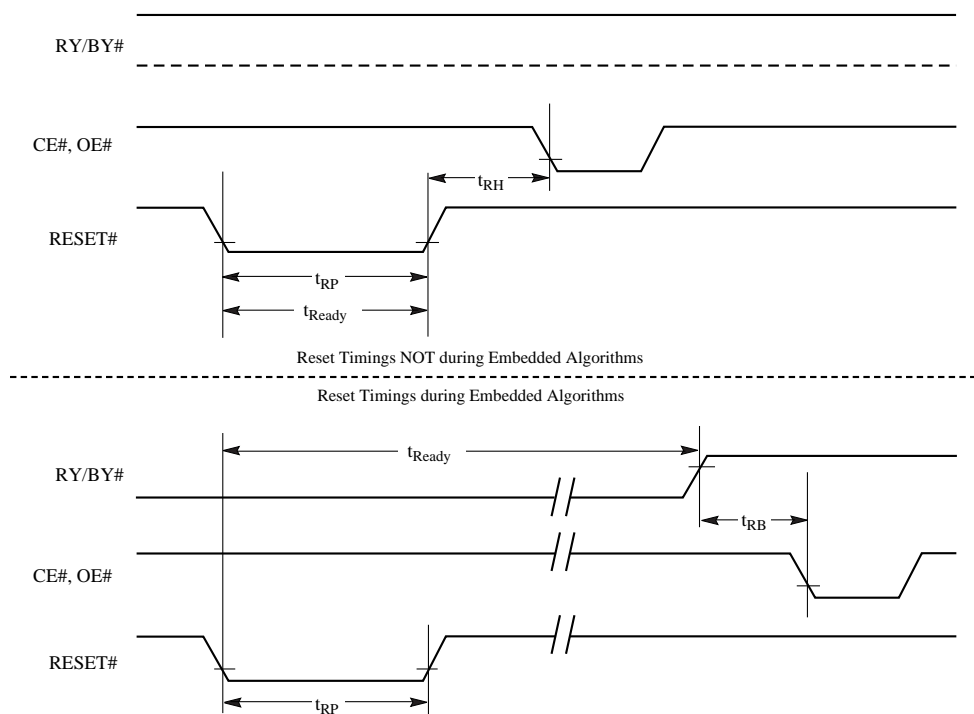 RY/BY#
CE#, OE#
tRH
RESET#
tRP
tReady
Reset Timings NOT during Embedded Algorithms
Reset Timings during Embedded Algorithms
tReady
RY/BY#
tRB
CE#, OE#
RESET#
tRP